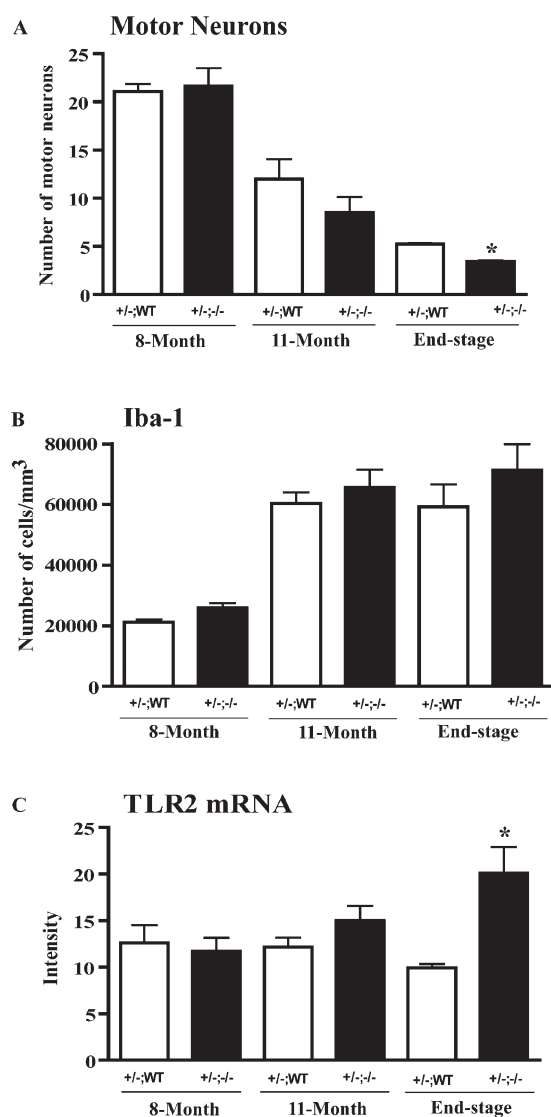 A Motor Neurons
Number of motor neurons
25
20
15
10
5
0
*
+/-;WT +/-;-/- +/-;WT +/-;-/- +/-;WT +/-;-/-
8-Month 11-Month End-stage
B Iba-1
Number of cells/mm³
80000
60000
40000
20000
0
+/-;WT +/-;-/- +/-;WT +/-;-/- +/-;WT +/-;-/-
8-Month 11-Month End-stage
C TLR2 mRNA
Intensity
25
20
15
10
5
0
*
+/-;WT +/-;-/- +/-;WT +/-;-/- +/-;WT +/-;-/-
8-Month 11-Month End-stage